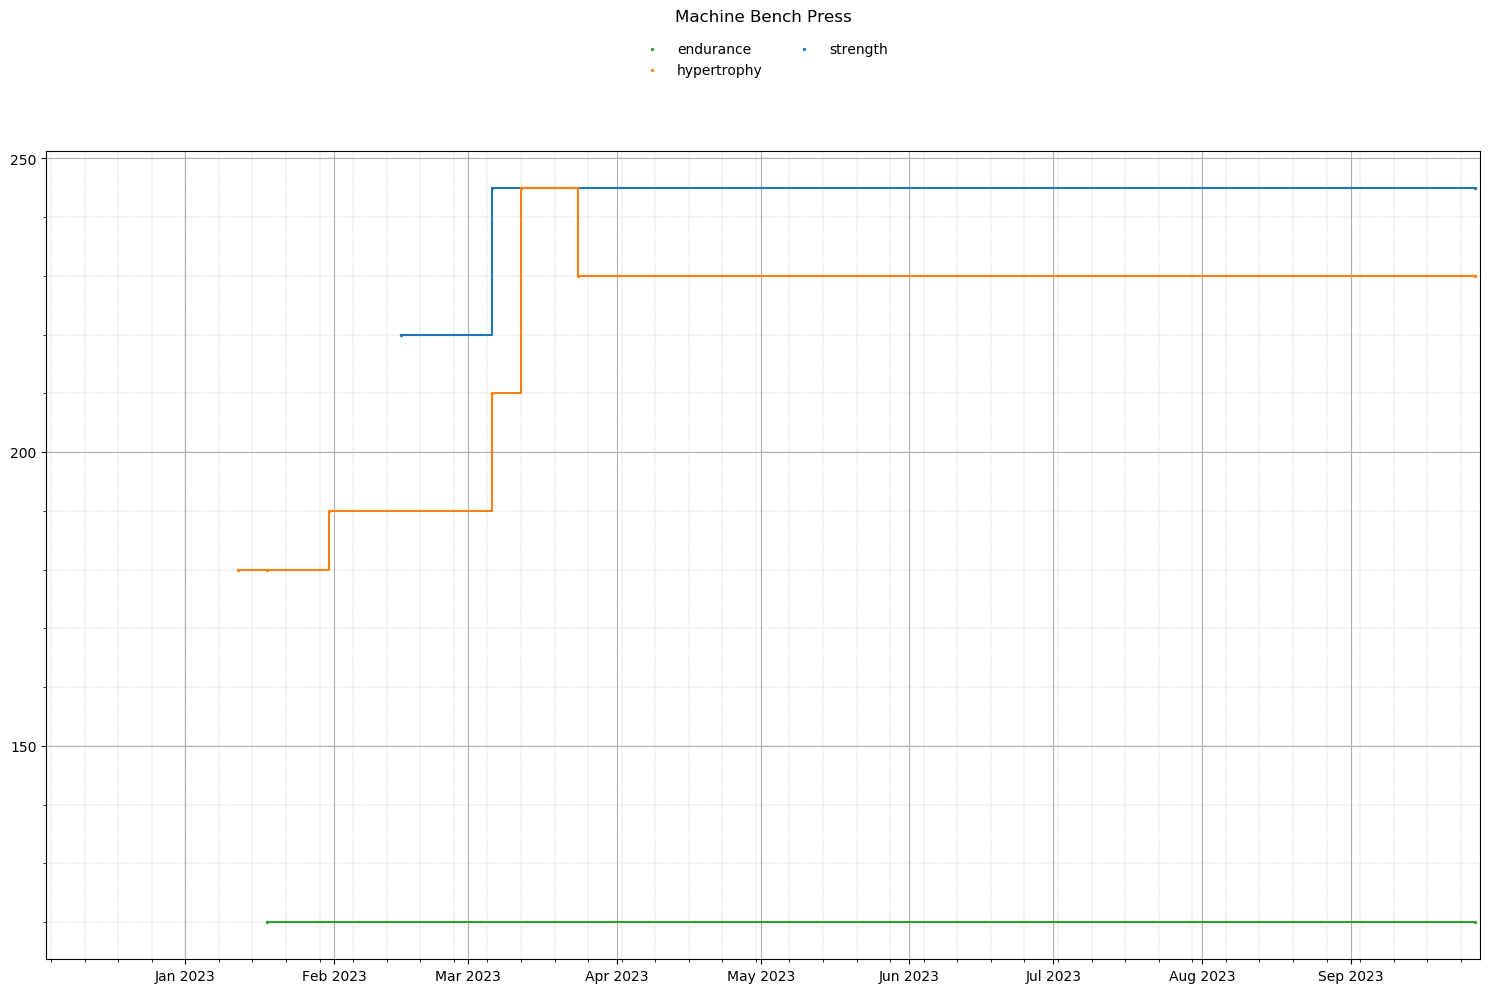 Machine Bench Press
endurance
hypertrophy
strength
250
200
150
Jan 2023
Feb 2023
Mar 2023
Apr 2023
May 2023
Jun 2023
Jul 2023
Aug 2023
Sep 2023